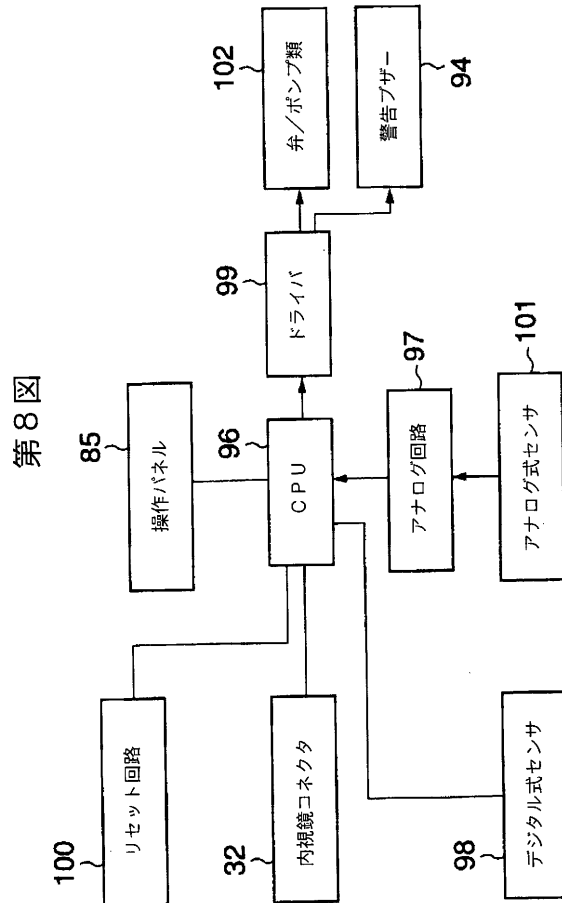 第8図
100
リセット回路
32
内視鏡コネクタ
98
デジタル式センサ
85
操作パネル
96
CPU
97
アナログ回路
101
アナログ式センサ
99
ドライバ
102
弁/ポンプ類
94
警告ブザー